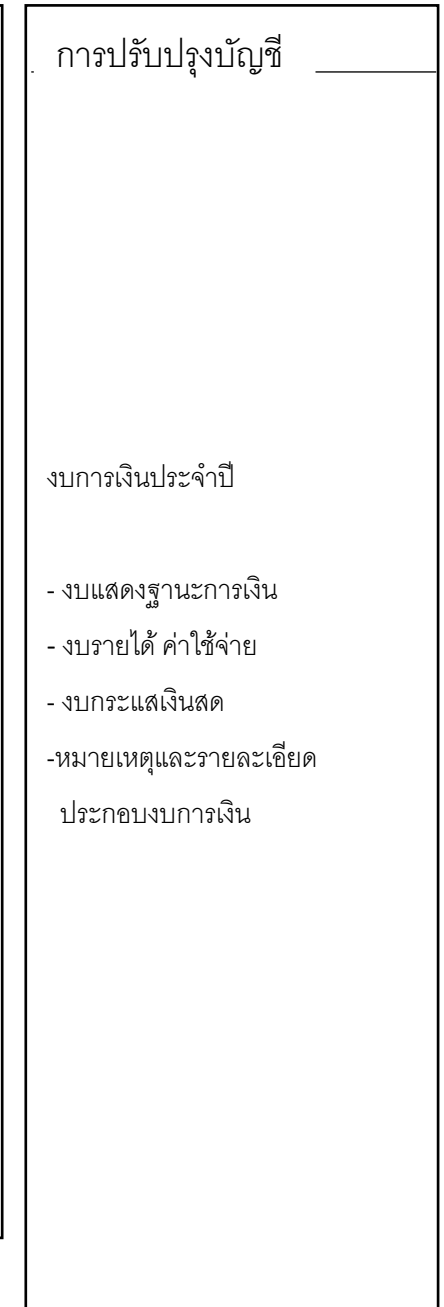 การปรับปรุงบัญชี
งบการเงินประจำปี
- งบแสดงฐานะการเงิน
- งบรายได้ ค่าใช้จ่าย
- งบกระแสเงินสด
-หมายเหตุและรายละเอียด
ประกอบงบการเงิน